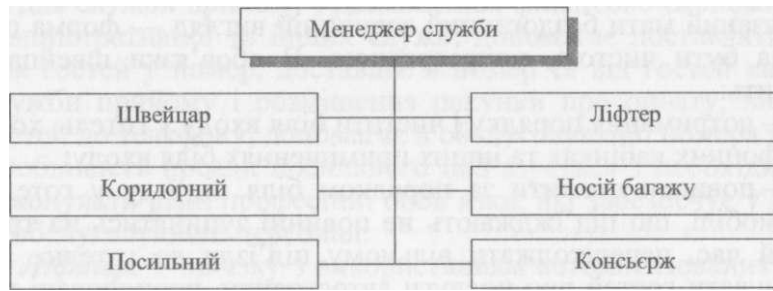 Менеджер служби
Швейцар
Ліфтер
Коридорний
Носій багажу
Посильний
Консьєрж